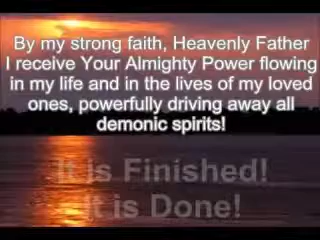 By my strong faith, Heavenly Father
I receive Your Almighty Power flowing
in my life and in the lives of my loved
ones, powerfully driving away all
demonic spirits!
It is Finished!
It is Done!